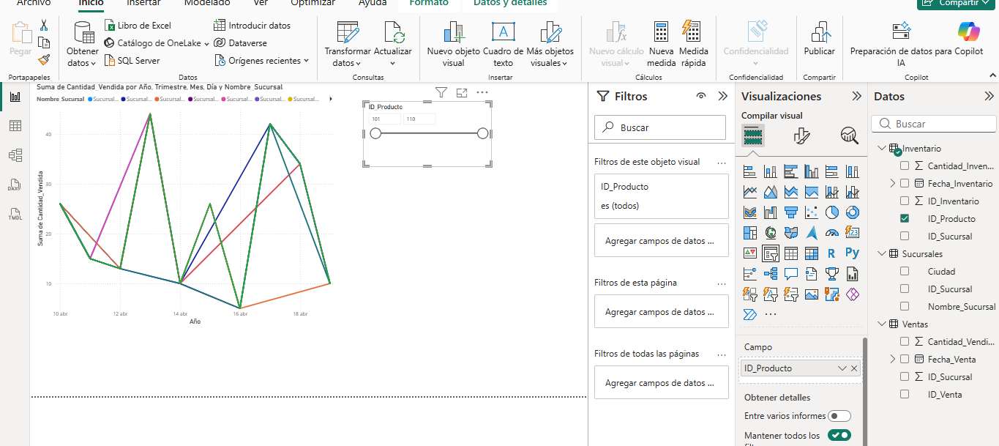 Archivo Inicio Insertar Modelado Ver Optimizar Ayuda Formato Datos y detalles Compartir
Pegar
Portapapeles
Obtener datos
Libro de Excel
Catálogo de OneLake
SQL Server
Introducir datos
Dataverse
Orígenes recientes
Datos
Transformar datos
Actualizar
Consultas
Nuevo objeto visual
A
Cuadro de texto
Más objetos visuales
Insertar
fx
Nuevo cálculo visual
Nueva medida
Medida rápida
Cálculos
Confidencialidad
Confidencialidad
Publicar
Compartir
Preparación de datos para IA
Copilot
Copilot
DAX
TMDL
Suma de Cantidad_Vendida por Año, Trimestre, Mes, Día y Nombre_Sucursal
Nombre Sucursal Sucursal... Sucursal... Sucursal... Sucursal... Sucursal... Sucursal... Sucursal...
Suma de Cantidad_Vendida
40
30
20
10
10 abr 12 abr 14 abr 16 abr 18 abr
Año
ID_Producto
101 110
Filtros
Buscar
Filtros de este objeto visual ...
ID_Producto
es (todos)
Agregar campos de datos ...
Filtros de esta página ...
Agregar campos de datos ...
Filtros de todas las páginas ...
Agregar campos de datos ...
Visualizaciones
Compilar visual
123
R Py
...
Campo
ID_Producto
Obtener detalles
Entre varios informes
Mantener todos los
Datos
Buscar
Inventario
Cantidad_Inven...
Fecha_Inventario
ID_Inventario
ID_Producto
ID_Sucursal
Sucursales
Ciudad
ID_Sucursal
Nombre_Sucursal
Ventas
Cantidad_Vendi...
Fecha_Venta
ID_Sucursal
ID_Venta